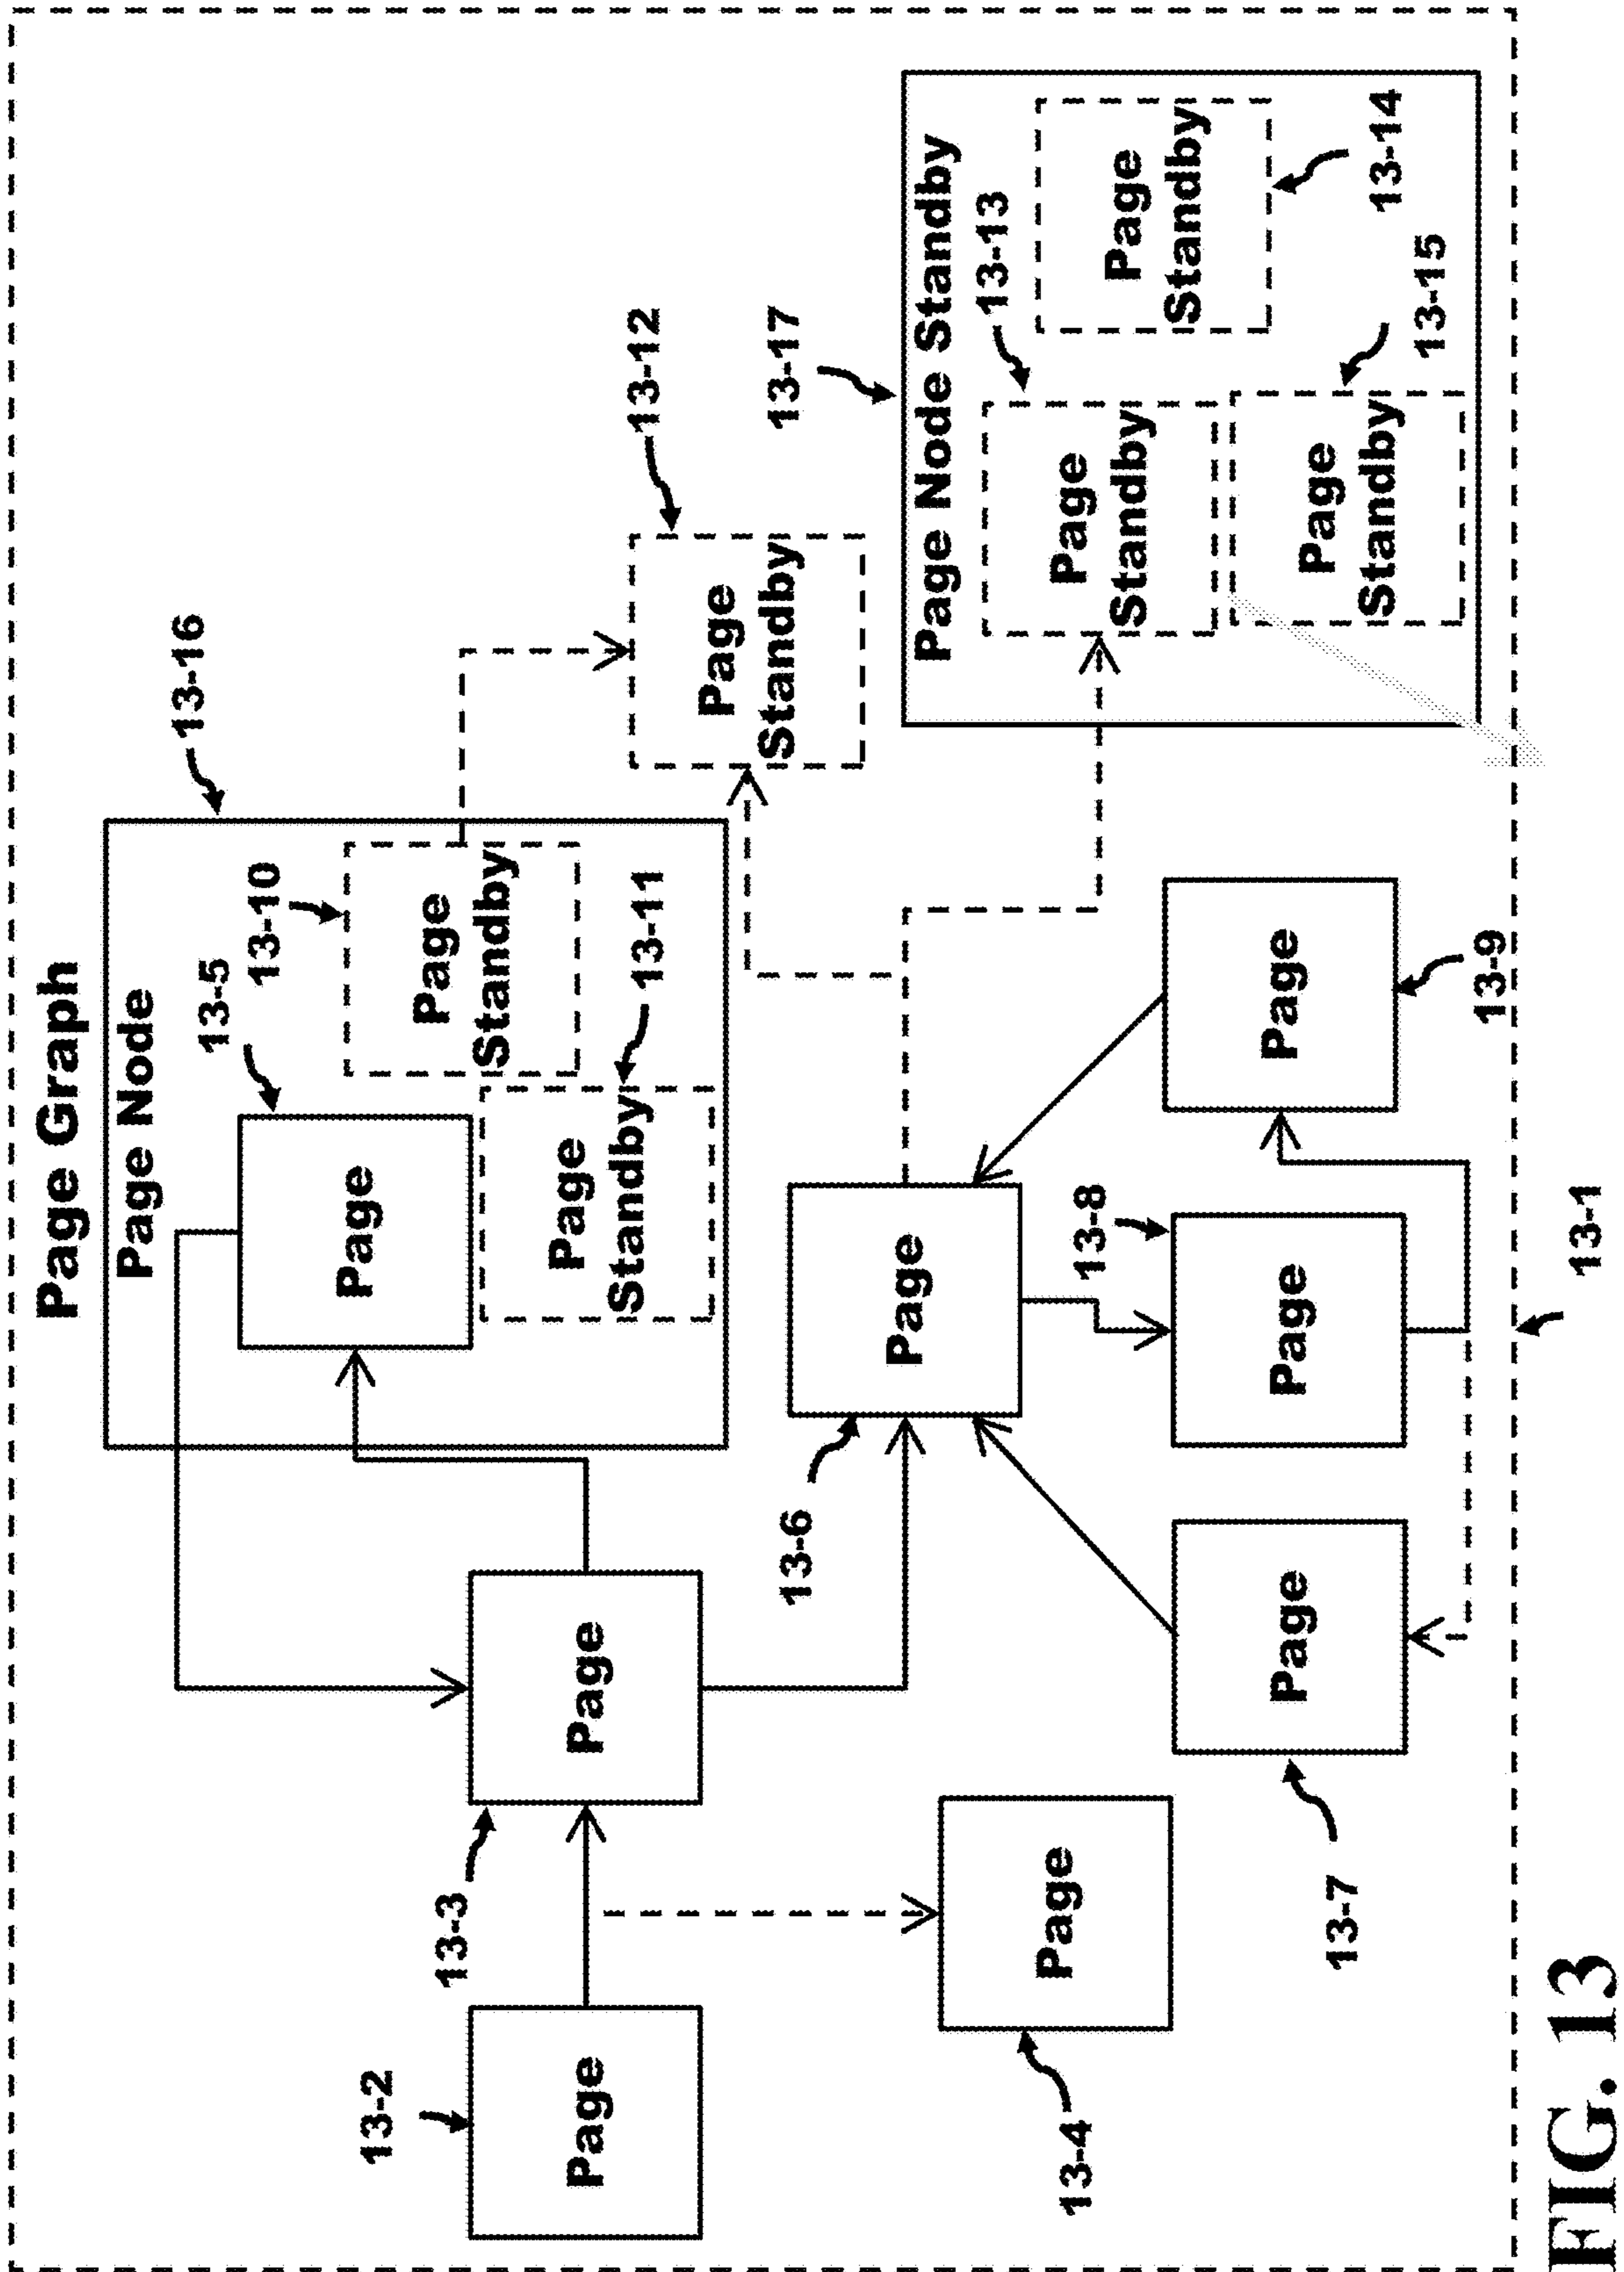 Page Graph
Page Node
13-16
13-5
13-10
Page
Page
Standby
13-11
Page
Standby
13-2
Page
13-3
Page
13-12
Page
Standby
13-17
Page Node Standby
13-13
Page
Standby
Page
Standby
13-14
Page
Standby
13-15
13-6
Page
13-4
Page
13-7
Page
13-8
Page
Page
13-9
13-1
FIG. 13